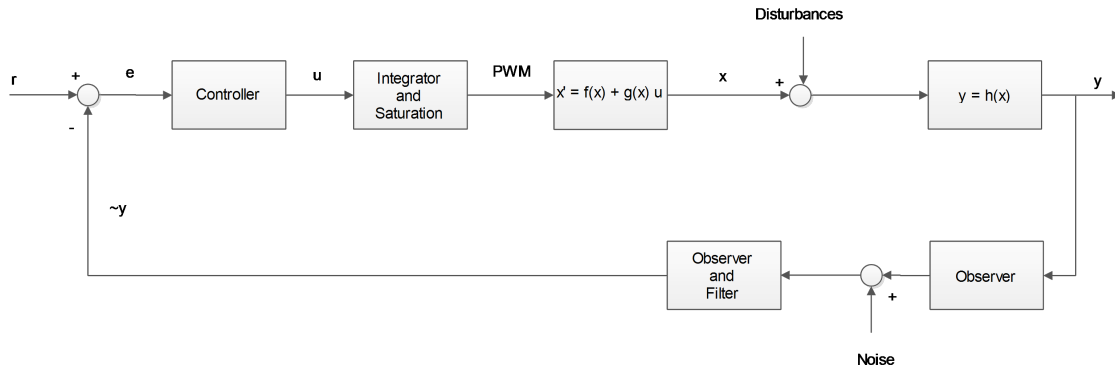 Disturbances
r
+
e
Controller
u
Integrator
and
Saturation
PWM
x' = f(x) + g(x) u
x
+
y = h(x)
y
-
~y
Observer
and
Filter
+
Observer
Noise